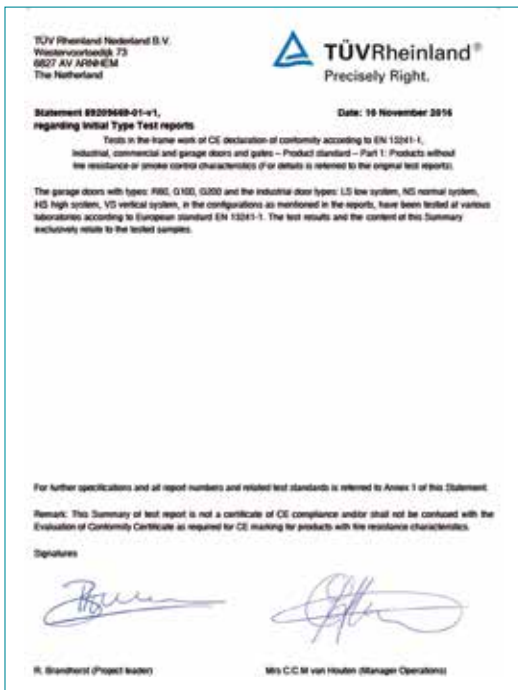 TÜV Rheinland Nederland B.V.
Westervoortsedijk 73
6827 AV ARNHEM
The Netherland
TÜVRheinland®
Precisely Right.
Statement 89209669-01-v1,
regarding Initial Type Test reports
Date: 10 November 2016
Tests in the frame work of CE declaration of conformity according to EN 13241-1,
Industrial, commercial and garage doors and gates – Product standard – Part 1: Products without
fire resistance or smoke control characteristics (For details is referred to the original test reports).
The garage doors with types: R60, G100, G200 and the industrial door types: LS low system, NS normal system,
HS high system, VS vertical system, in the configurations as mentioned in the reports, have been tested at various
laboratories according to European standard EN 13241-1. The test results and the content of this Summary
exclusively relate to the tested samples.
For further specifications and all report numbers and related test standards is referred to Annex 1 of this Statement.
Remark: This Summary of test report is not a certificate of CE compliance and/or shall not be confused with the
Evaluation of Conformity Certificate as required for CE marking for products with fire resistance characteristics.
Signatures
R. Brandhorst (Project leader)
Mrs C.C.M van Houten (Manager Operations)